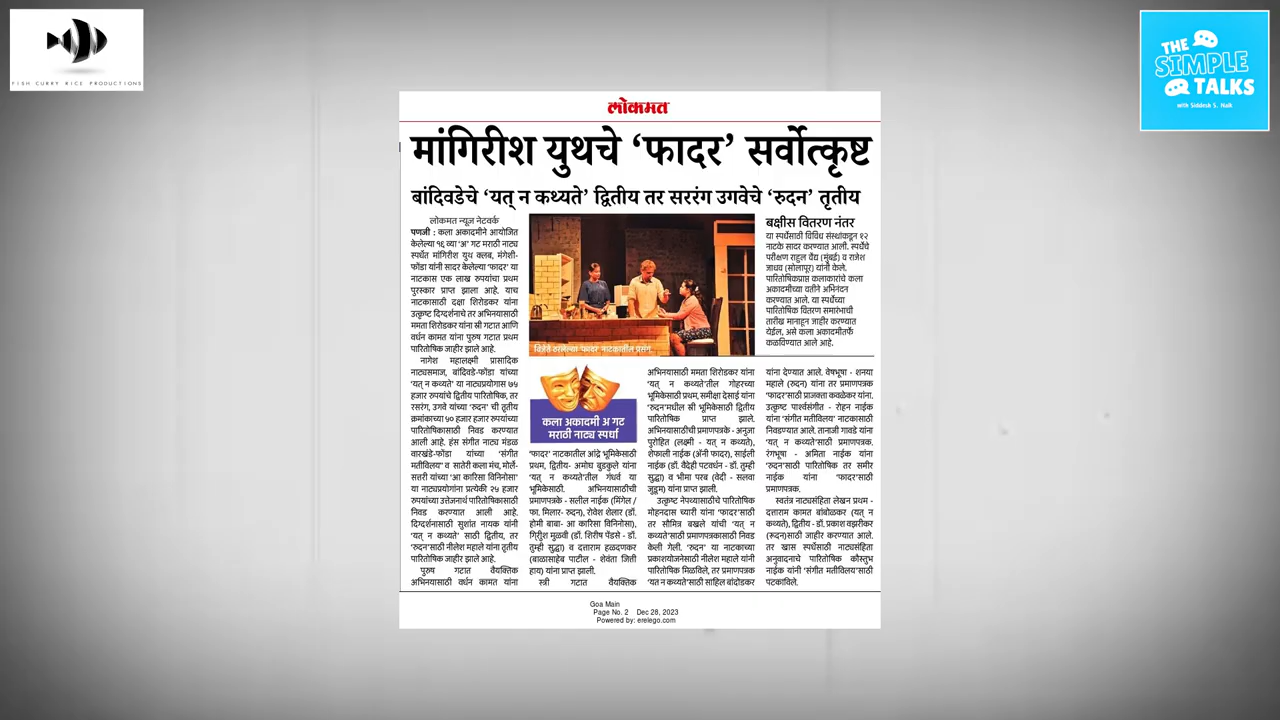 FISH CURRY RICE PRODUCTIONS
THE
SIMPLE
TALKS
with Siddesh S. Naik
लोकमत
मांगिरीश युथचे ‘फादर’ सर्वोत्कृष्ट
बांदिवडेचे ‘यत् न कथ्यते’ द्वितीय तर सररंग उगवेचे ‘रुदन’ तृतीय
लोकमत न्यूज नेटवर्क
पणजी : कला अकादमीने आयोजित
केलेल्या ५६ व्या 'अ' गट मराठी नाट्य
स्पर्धेत मांगिरीश युथ क्लब, मंगेशी-
फोंडा यांनी सादर केलेल्या 'फादर' या
नाटकास एक लाख रुपयांचा प्रथम
पुरस्कार प्राप्त झाला आहे. याच
नाटकासाठी दक्षा शिरोडकर यांना
उत्कृष्ट दिग्दर्शनाचे तर अभिनयासाठी
ममता शिरोडकर यांना स्री गटात आणि
वर्धन कामत यांना पुरुष गटात प्रथम
पारितोषिक जाहीर झाले आहे.
नागेश महालक्ष्मी प्रासादिक
नाट्यसमाज, बांदिवडे-फोंडा यांच्या
'यत् न कथ्यते' या नाट्यप्रयोगास ७५
हजार रुपयांचे द्वितीय पारितोषिक, तर
रसरंग, उगवे यांच्या 'रुदन' ची तृतीय
क्रमांकाच्या ५० हजार हजार रुपयांच्या
पारितोषिकासाठी निवड करण्यात
आली आहे. हंस संगीत नाट्य मंडळ
वारखंडे-फोंडा यांच्या 'संगीत
मतीविलय' व सातेरी कला मंच, मोर्ले-
सत्तरी यांच्या 'आ कारिसा विनिनोसा'
या नाट्यप्रयोगांना प्रत्येकी २५ हजार
रुपयांच्या उत्तेजनार्थ पारितोषिकासाठी
निवड करण्यात आली आहे.
दिग्दर्शनासाठी सुशांत नायक यांनी
'यत् न कथ्यते' साठी द्वितीय, तर
'रुदन'साठी नीलेश महाले यांना तृतीय
पारितोषिक जाहीर झाले आहे.
पुरुष गटात वैयक्तिक
अभिनयासाठी वर्धन कामत यांना
विजेते ठरलेल्या 'फादर' नाटकातील प्रसंग.
कला अकादमी अ गट
मराठी नाट्य स्पर्धा
'फादर' नाटकातील आंद्रे भूमिकेसाठी
प्रथम, द्वितीय- अमोघ बुडकुले यांना
'यत् न कथ्यते'तील गंधर्व या
भूमिकेसाठी. अभिनयासाठीची
प्रमाणपत्रके - सलील नाईक (मिंगेल /
फा. मिलार- रुदन), रोवेश शेलार (डॉ.
होमी बाबा- आ कारिसा विनिनोसा),
गिरीश मुळवी (डॉ. शिरीष पेंडसे - डॉ.
तुम्ही सुद्धा) व दत्ताराम हळदणकर
(बाळासाहेब पाटील - शेवंता जित्ती
हाय) यांना प्राप्त झाली.
स्त्री गटात वैयक्तिक
अभिनयासाठी ममता शिरोडकर यांना
'यत् न कथ्यते'तील गोहरच्या
भूमिकेसाठी प्रथम, समीक्षा देसाई यांना
'रुदन'मधील स्री भूमिकेसाठी द्वितीय
पारितोषिक प्राप्त झाले.
अभिनयासाठीची प्रमाणपत्रके - अनुजा
पुरोहित (लक्ष्मी - यत् न कथ्यते),
शेफाली नाईक (ॲनी फादर), साईली
नाईक (डॉ. वैदेही पटवर्धन - डॉ. तुम्ही
सुद्धा) व भीमा परब (वेदी - सलवा
जुडूम) यांना प्राप्त झाली.
उत्कृष्ट नेपथ्यासाठीचे पारितोषिक
मोहनदास च्यारी यांना 'फादर'साठी
तर सौमित्र बखले यांची 'यत् न
कथ्यते'साठी प्रमाणपत्रकासाठी निवड
केली गेली. 'रुदन' या नाटकाच्या
प्रकाशयोजनेसाठी नीलेश महाले यांनी
पारितोषिक मिळविले, तर प्रमाणपत्रक
'यत न कथ्यते'साठी साहिल बांदोडकर
बक्षीस वितरण नंतर
या स्पर्धेसाठी विविध संस्थांकडून १२
नाटके सादर करण्यात आली. स्पर्धेचे
परीक्षण राहुल वैद्य (मुंबई) व राजेश
जाधव (सोलापूर) यांनी केले.
पारितोषिकप्राप्त कलाकारांचे कला
अकादमीच्या वतीने अभिनंदन
करण्यात आले. या स्पर्धेच्या
पारितोषिक वितरण समारंभाची
तारीख मागाहून जाहीर करण्यात
येईल, असे कला अकादमीतर्फे
कळविण्यात आले आहे.
यांना देण्यात आले. वेषभूषा - शनया
महाले (रुदन) यांना तर प्रमाणपत्रक
'फादर'साठी प्राजक्ता कवळेकर यांना.
उत्कृष्ट पार्श्वसंगीत - रोहन नाईक
यांना 'संगीत मतीविलय' नाटकासाठी
निवडण्यात आली. तानाजी गावडे यांना
'यत् न कथ्यते'साठी प्रमाणपत्रक.
रंगभूषा - अमिता नाईक यांना
'रुदन'साठी पारितोषिक तर समीर
नाईक यांना 'फादर'साठी
प्रमाणपत्रक.
स्वतंत्र नाट्यसंहिता लेखन प्रथम -
दत्ताराम कामत बांबोळकर (यत् न
कथ्यते), द्वितीय - डॉ. प्रकाश वझरीकर
(रूदन)साठी जाहीर करण्यात आले.
तर खास स्पर्धेसाठी नाट्यसंहिता
अनुवादनाचे पारितोषिक कौस्तुभ
नाईक यांनी 'संगीत मतीविलय'साठी
पटकाविले.
Goa Main
Page No. 2 Dec 28, 2023
Powered by: erelego.com